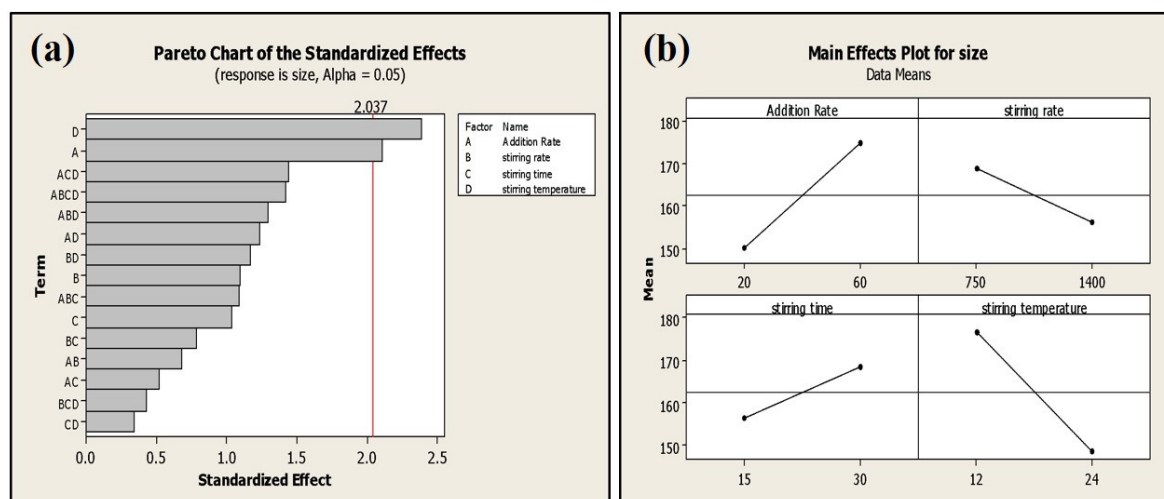 (a)
Pareto Chart of the Standardized Effects
(response is size, Alpha = 0.05)
2.037
Term
D
A
ACD
ABCD
ABD
AD
BD
B
ABC
C
BC
AB
AC
BCD
CD
0.0 0.5 1.0 1.5 2.0 2.5
Standardized Effect
Factor Name
A Addition Rate
B stirring rate
C stirring time
D stirring temperature
(b)
Main Effects Plot for size
Data Means
Mean
Addition Rate stirring rate
180
170
160
150
20 60 750 1400
stirring time stirring temperature
180
170
160
150
15 30 12 24